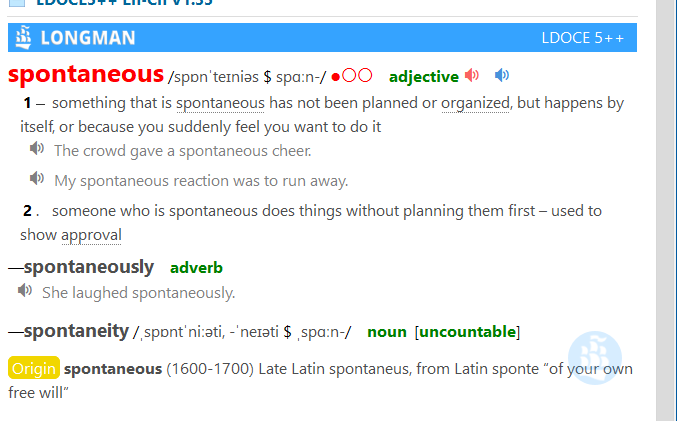 LDOCE5++ En-Cn V1.35
LONGMAN LDOCE 5++
spontaneous /spɒnˈteɪniəs $ spɑːn-/ ●○○ adjective
1 – something that is spontaneous has not been planned or organized, but happens by
itself, or because you suddenly feel you want to do it
The crowd gave a spontaneous cheer.
My spontaneous reaction was to run away.
2 . someone who is spontaneous does things without planning them first – used to
show approval
—spontaneously adverb
She laughed spontaneously.
—spontaneity /ˌspɒntˈniːəti, -ˈneɪəti $ ˌspɑːn-/ noun [uncountable]
Origin spontaneous (1600-1700) Late Latin spontaneus, from Latin sponte “of your own
free will”